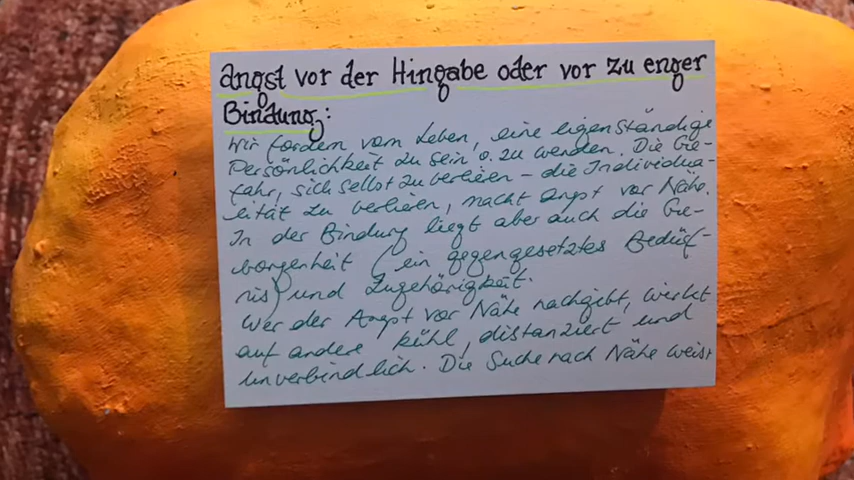 Angst vor der Hingabe oder vor zu enger
Bindung:
Wir fordern vom Leben, eine eigenständige
Persönlichkeit zu sein o. zu werden. Die Ge-
fahr, sich selbst zu verlieren – die Individua-
lität zu verlieren, macht Angst vor Nähe.
In der Bindung liegt aber auch die Ge-
borgenheit (ein gegengesetztes Bedürf-
nis) und Zugehörigkeit.
Wer der Angst vor Nähe nachgibt, wirkt
auf andere kühl, distanziert und
unverbindlich. Die Suche nach Nähe weist